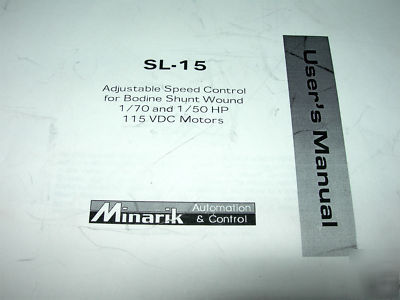 SL-15
Adjustable Speed Control
for Bodine Shunt Wound
1/70 and 1/50 HP
115 VDC Motors
Minarik Automation & Control
User's Manual